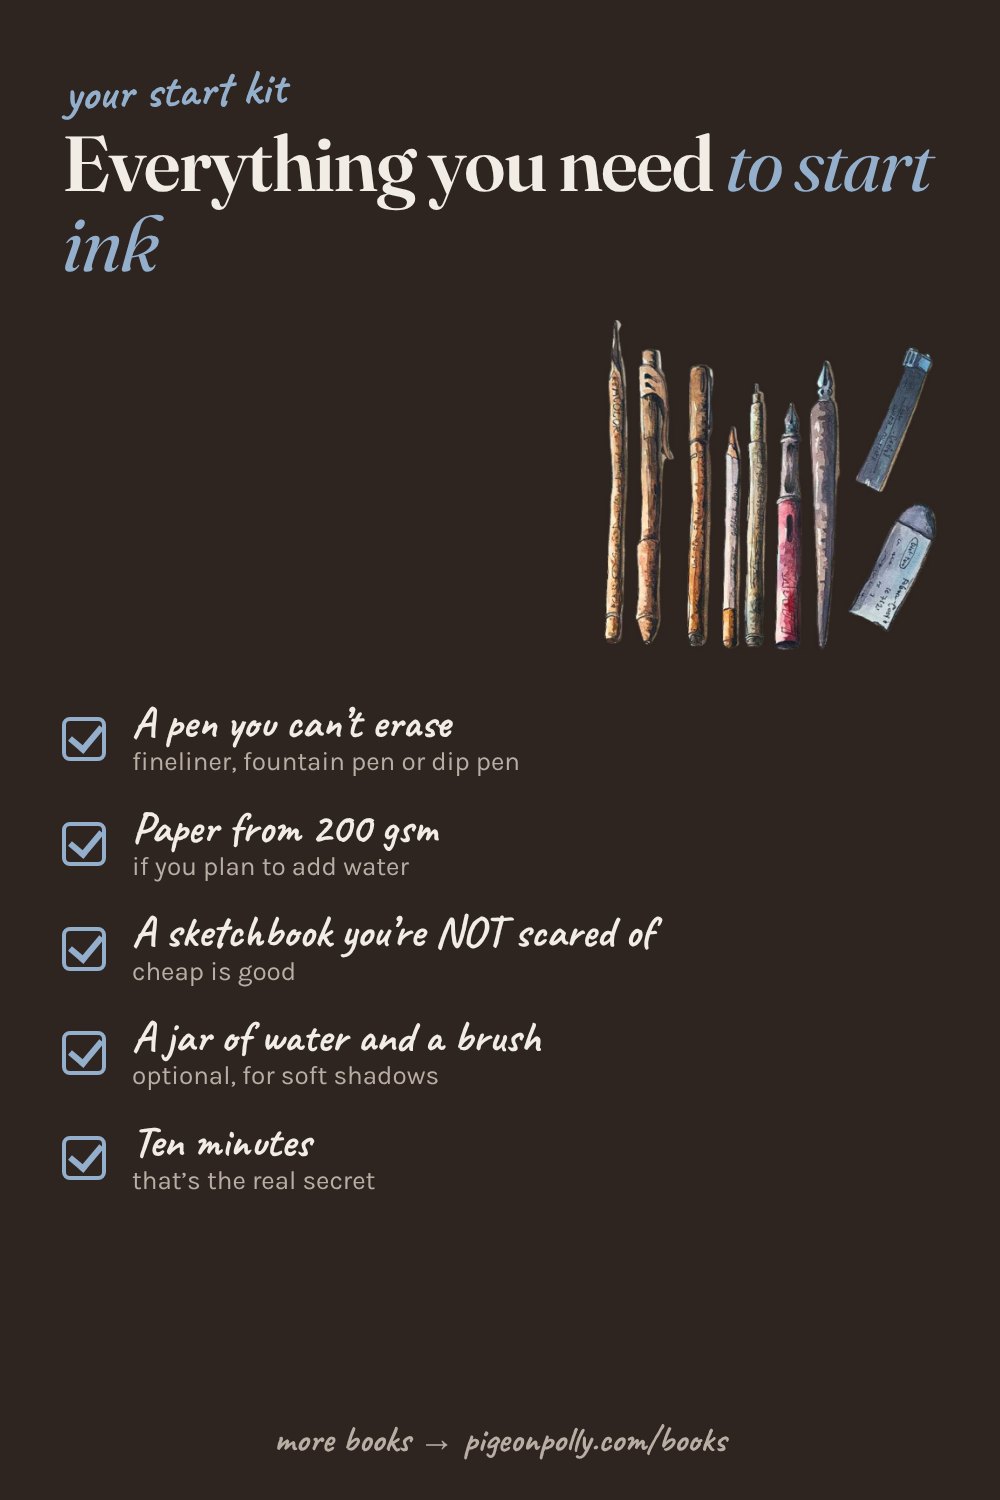 your start kit
Everything you need to start
ink
A pen you can’t erase
fineliner, fountain pen or dip pen
Paper from 200 gsm
if you plan to add water
A sketchbook you’re NOT scared of
cheap is good
A jar of water and a brush
optional, for soft shadows
Ten minutes
that’s the real secret
more books → pigeonpolly.com/books